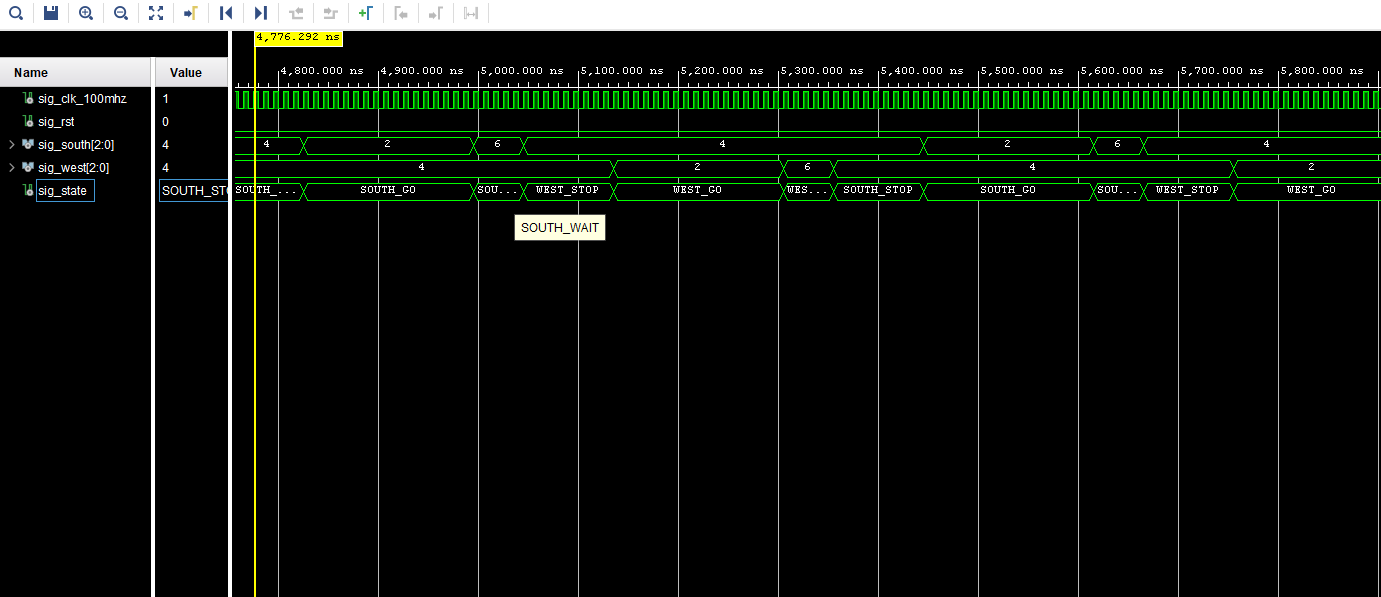 4,776.292 ns
Name Value
4,800.000 ns 4,900.000 ns 5,000.000 ns 5,100.000 ns 5,200.000 ns 5,300.000 ns 5,400.000 ns 5,500.000 ns 5,600.000 ns 5,700.000 ns 5,800.000 ns
sig_clk_100mhz 1
sig_rst 0
sig_south[2:0] 4 4 2 6 4 2 6 4
sig_west[2:0] 4 4 2 6 4 2
sig_state SOUTH_STO SOUTH_... SOUTH_GO SOU... WEST_STOP WEST_GO WES... SOUTH_STOP SOUTH_GO SOU... WEST_STOP WEST_GO
SOUTH_WAIT